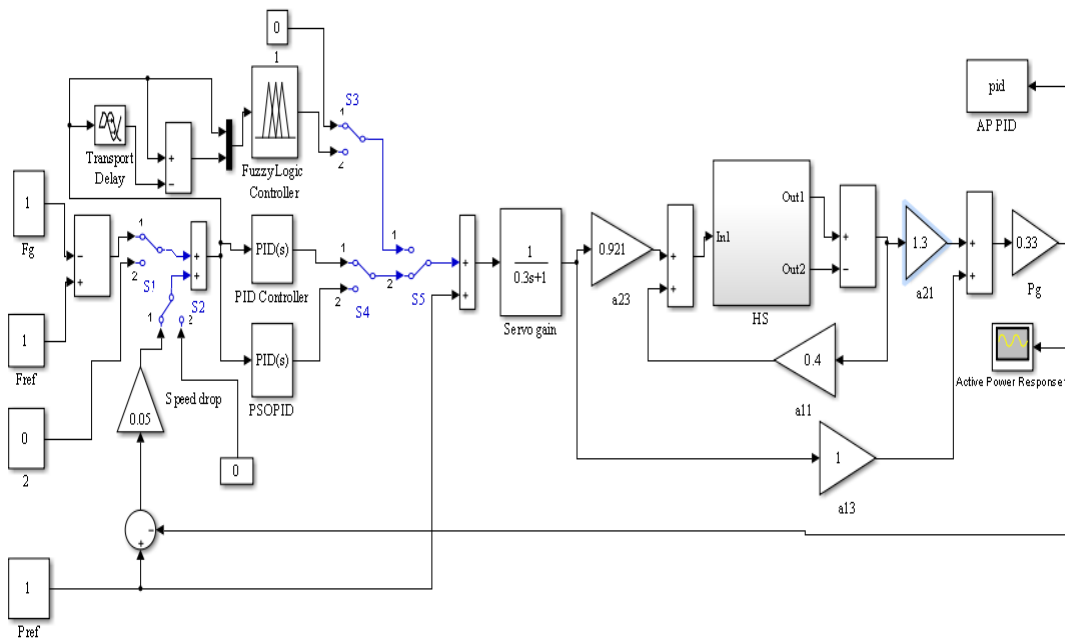 0
1
S3
1
2
pid
AP PID
Transport
Delay
+
−
FuzzyLogic
Controller
1
Fg
−
+
1
2
S1
+
+
S2
1
2
PID(s)
PID Controller
1
2
S4
1
2
S5
+
+
1
0.3s+1
Servo gain
0.921
a23
+
+
In1
Out1
Out2
HS
+
−
1.3
a21
+
+
0.33
Pg
1
Fref
0
2
0.05
Speed drop
0
PID(s)
PSOPID
0.4
a11
Active Power Response
1
a13
−
+
1
Pref